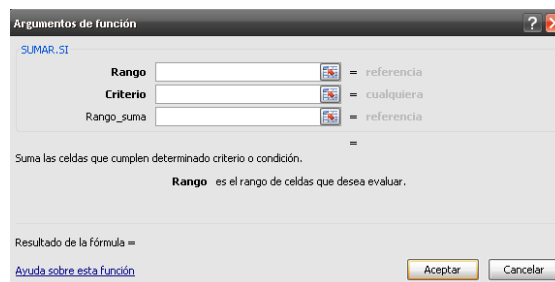 Argumentos de función
SUMAR.SI
Rango = referencia
Criterio = cualquiera
Rango_suma = referencia
=
Suma las celdas que cumplen determinado criterio o condición.
Rango es el rango de celdas que desea evaluar.
Resultado de la fórmula =
Ayuda sobre esta función
Aceptar Cancelar